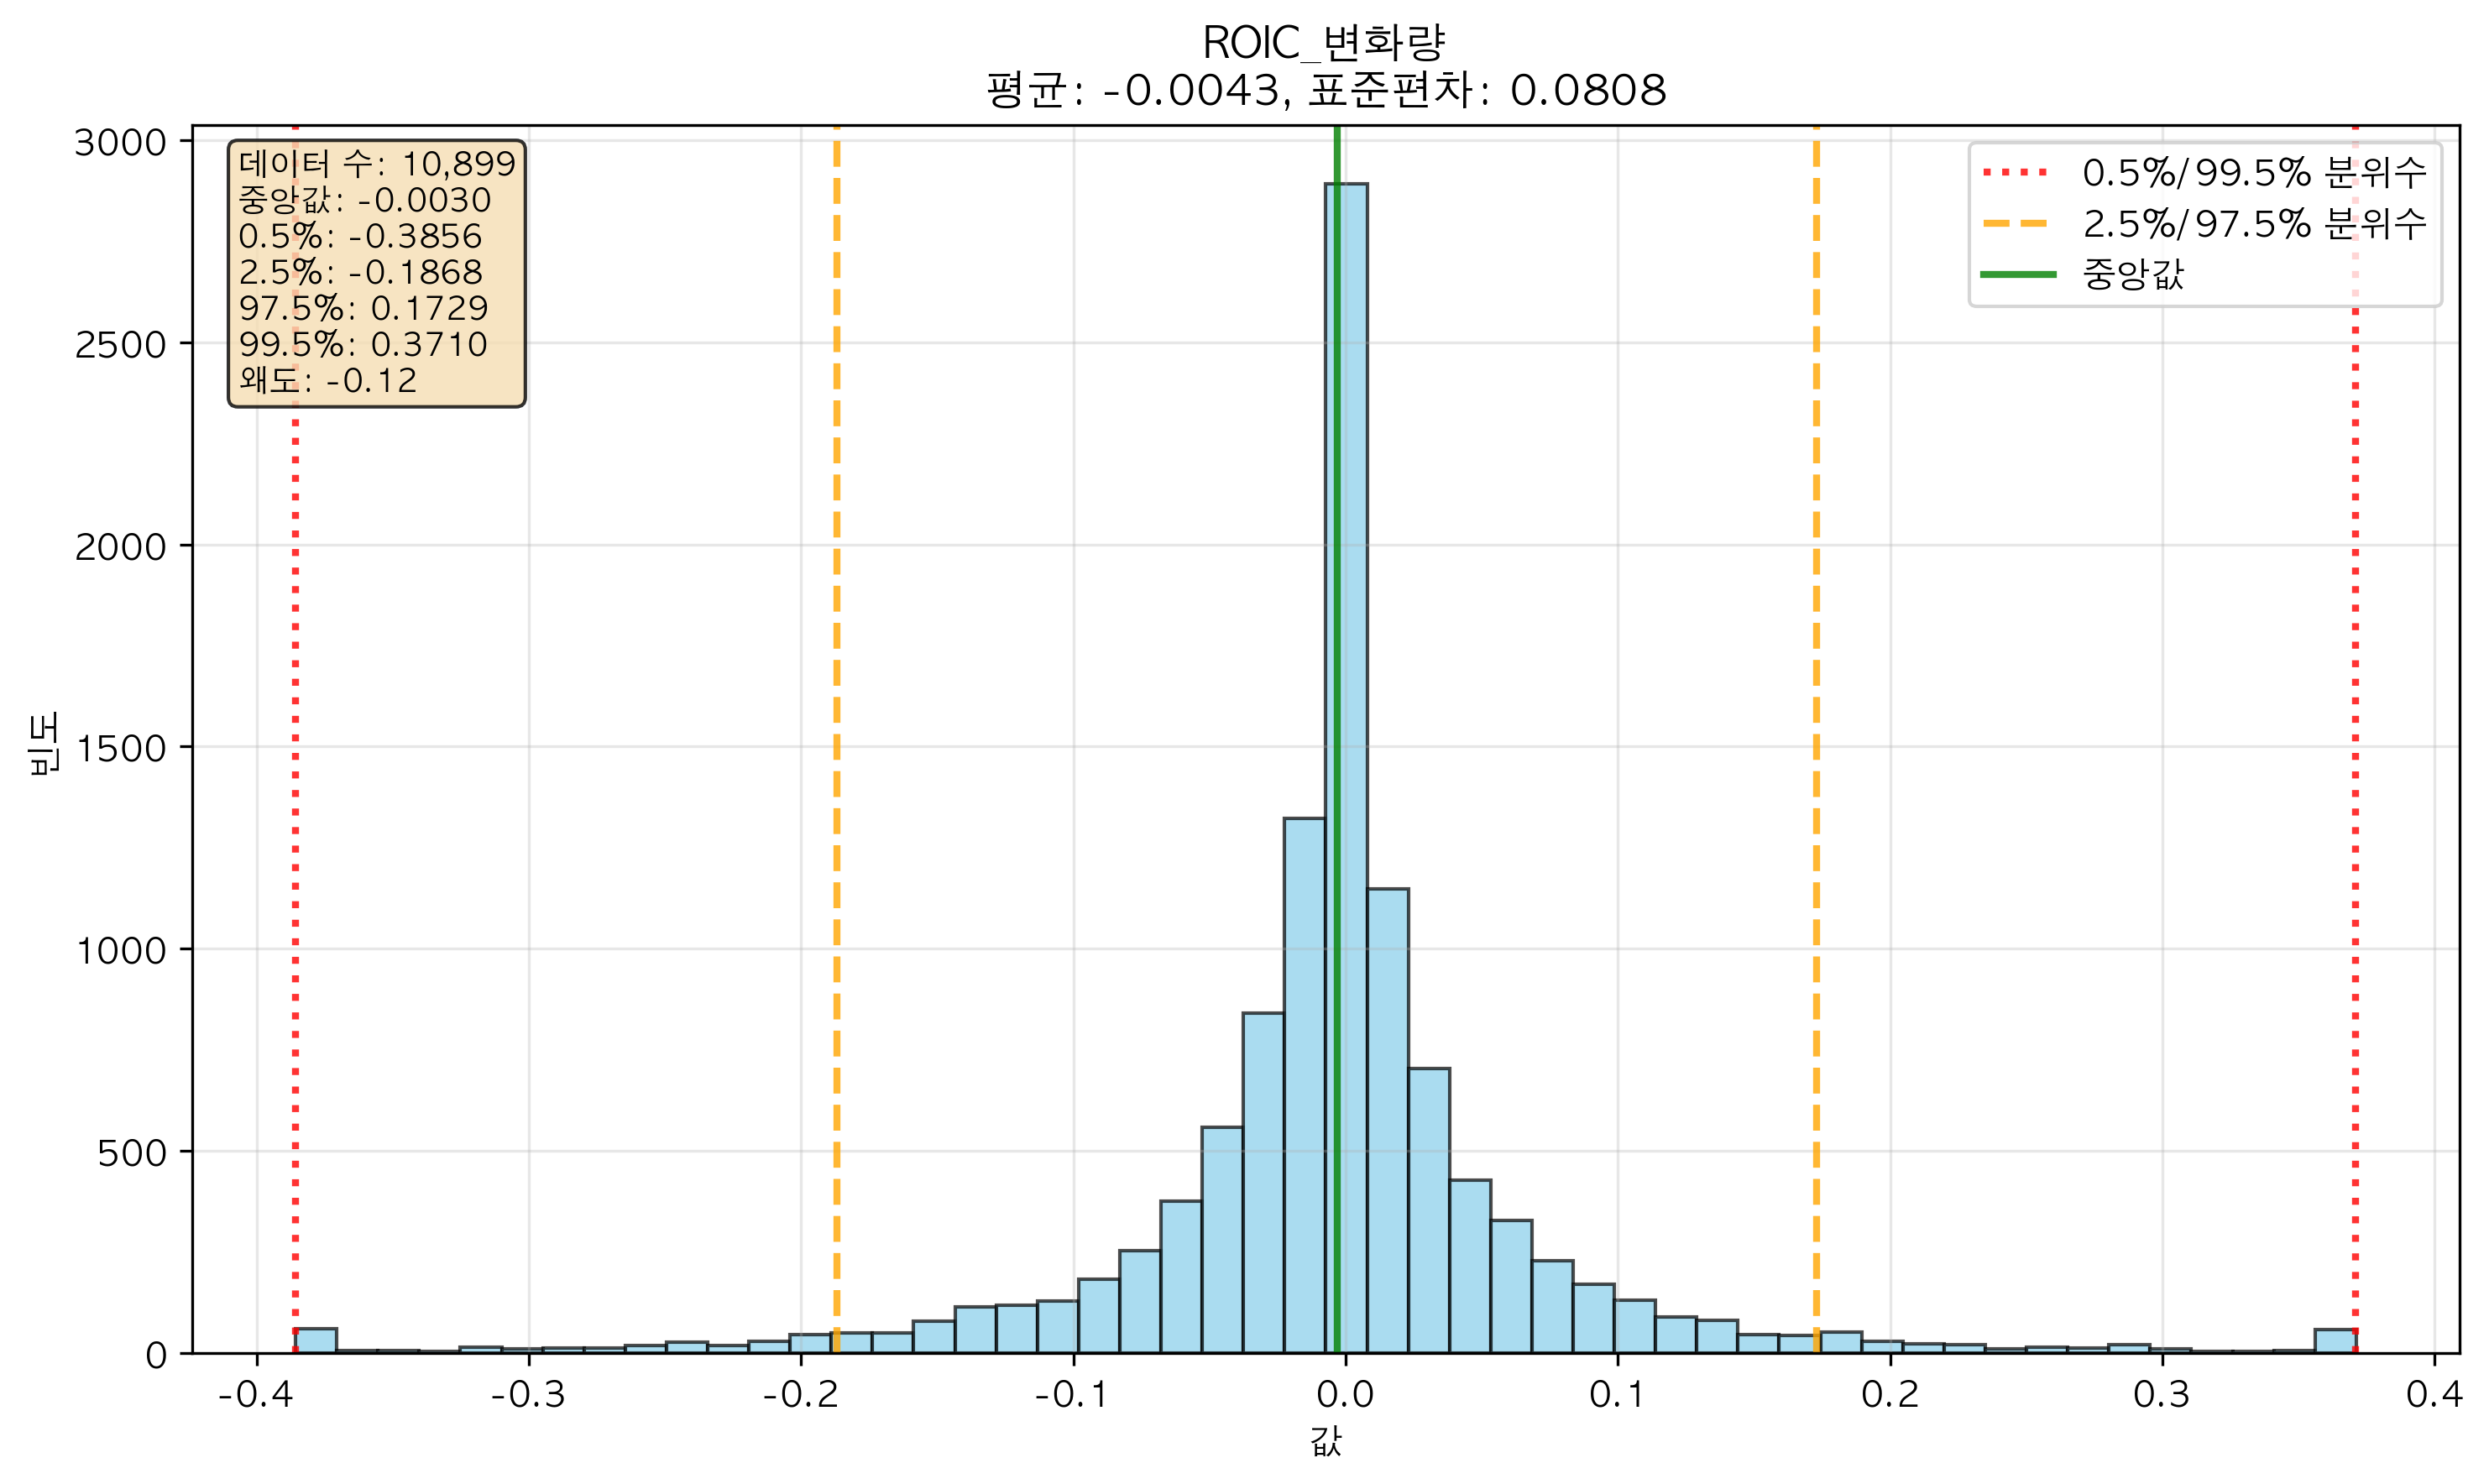 ROIC_변화량
평균: -0.0043, 표준편차: 0.0808
데이터 수: 10,899
중앙값: -0.0030
0.5%: -0.3856
2.5%: -0.1868
97.5%: 0.1729
99.5%: 0.3710
왜도: -0.12
0.5%/99.5% 분위수
2.5%/97.5% 분위수
중앙값
빈도
3000
2500
2000
1500
1000
500
0
-0.4 -0.3 -0.2 -0.1 0.0 0.1 0.2 0.3 0.4
값